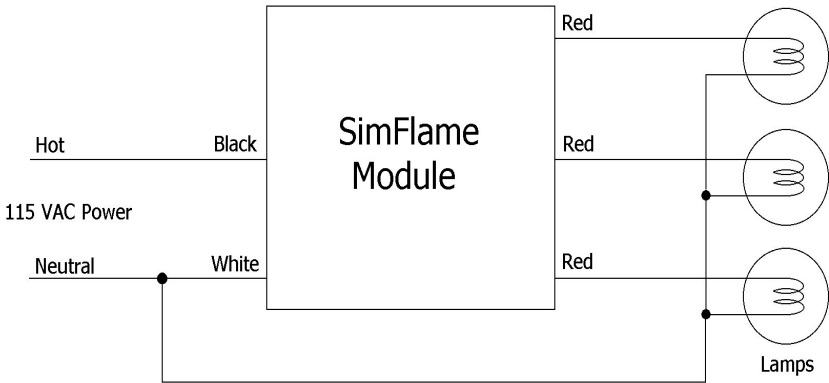 Red
SimFlame
Module
Hot
Black
Red
115 VAC Power
Neutral
White
Red
Lamps